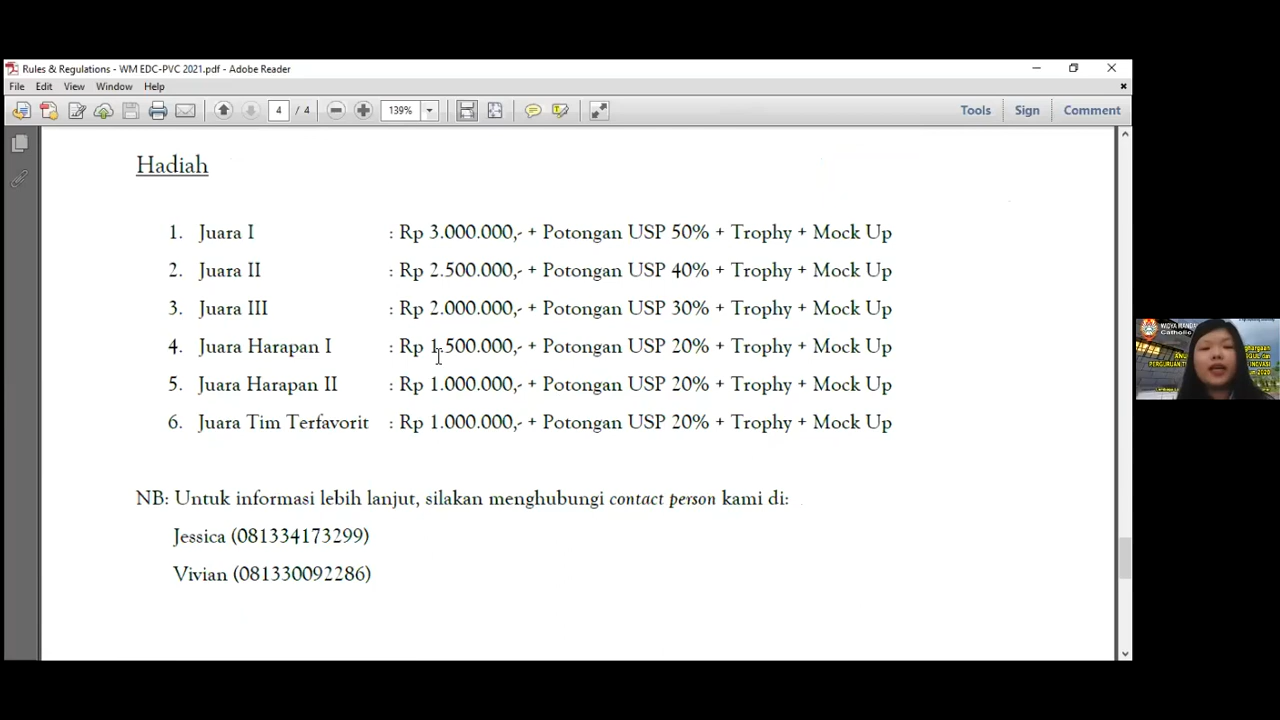 Rules & Regulations - WM EDC-PVC 2021.pdf - Adobe Reader
File Edit View Window Help
4 / 4 139% Tools Sign Comment
Hadiah
1. Juara I : Rp 3.000.000,- + Potongan USP 50% + Trophy + Mock Up
2. Juara II : Rp 2.500.000,- + Potongan USP 40% + Trophy + Mock Up
3. Juara III : Rp 2.000.000,- + Potongan USP 30% + Trophy + Mock Up
4. Juara Harapan I : Rp 1.500.000,- + Potongan USP 20% + Trophy + Mock Up
5. Juara Harapan II : Rp 1.000.000,- + Potongan USP 20% + Trophy + Mock Up
6. Juara Tim Terfavorit : Rp 1.000.000,- + Potongan USP 20% + Trophy + Mock Up
NB: Untuk informasi lebih lanjut, silakan menghubungi contact person kami di:
Jessica (081334173299)
Vivian (081330092286)
WIDYA MANDALA
Catholic